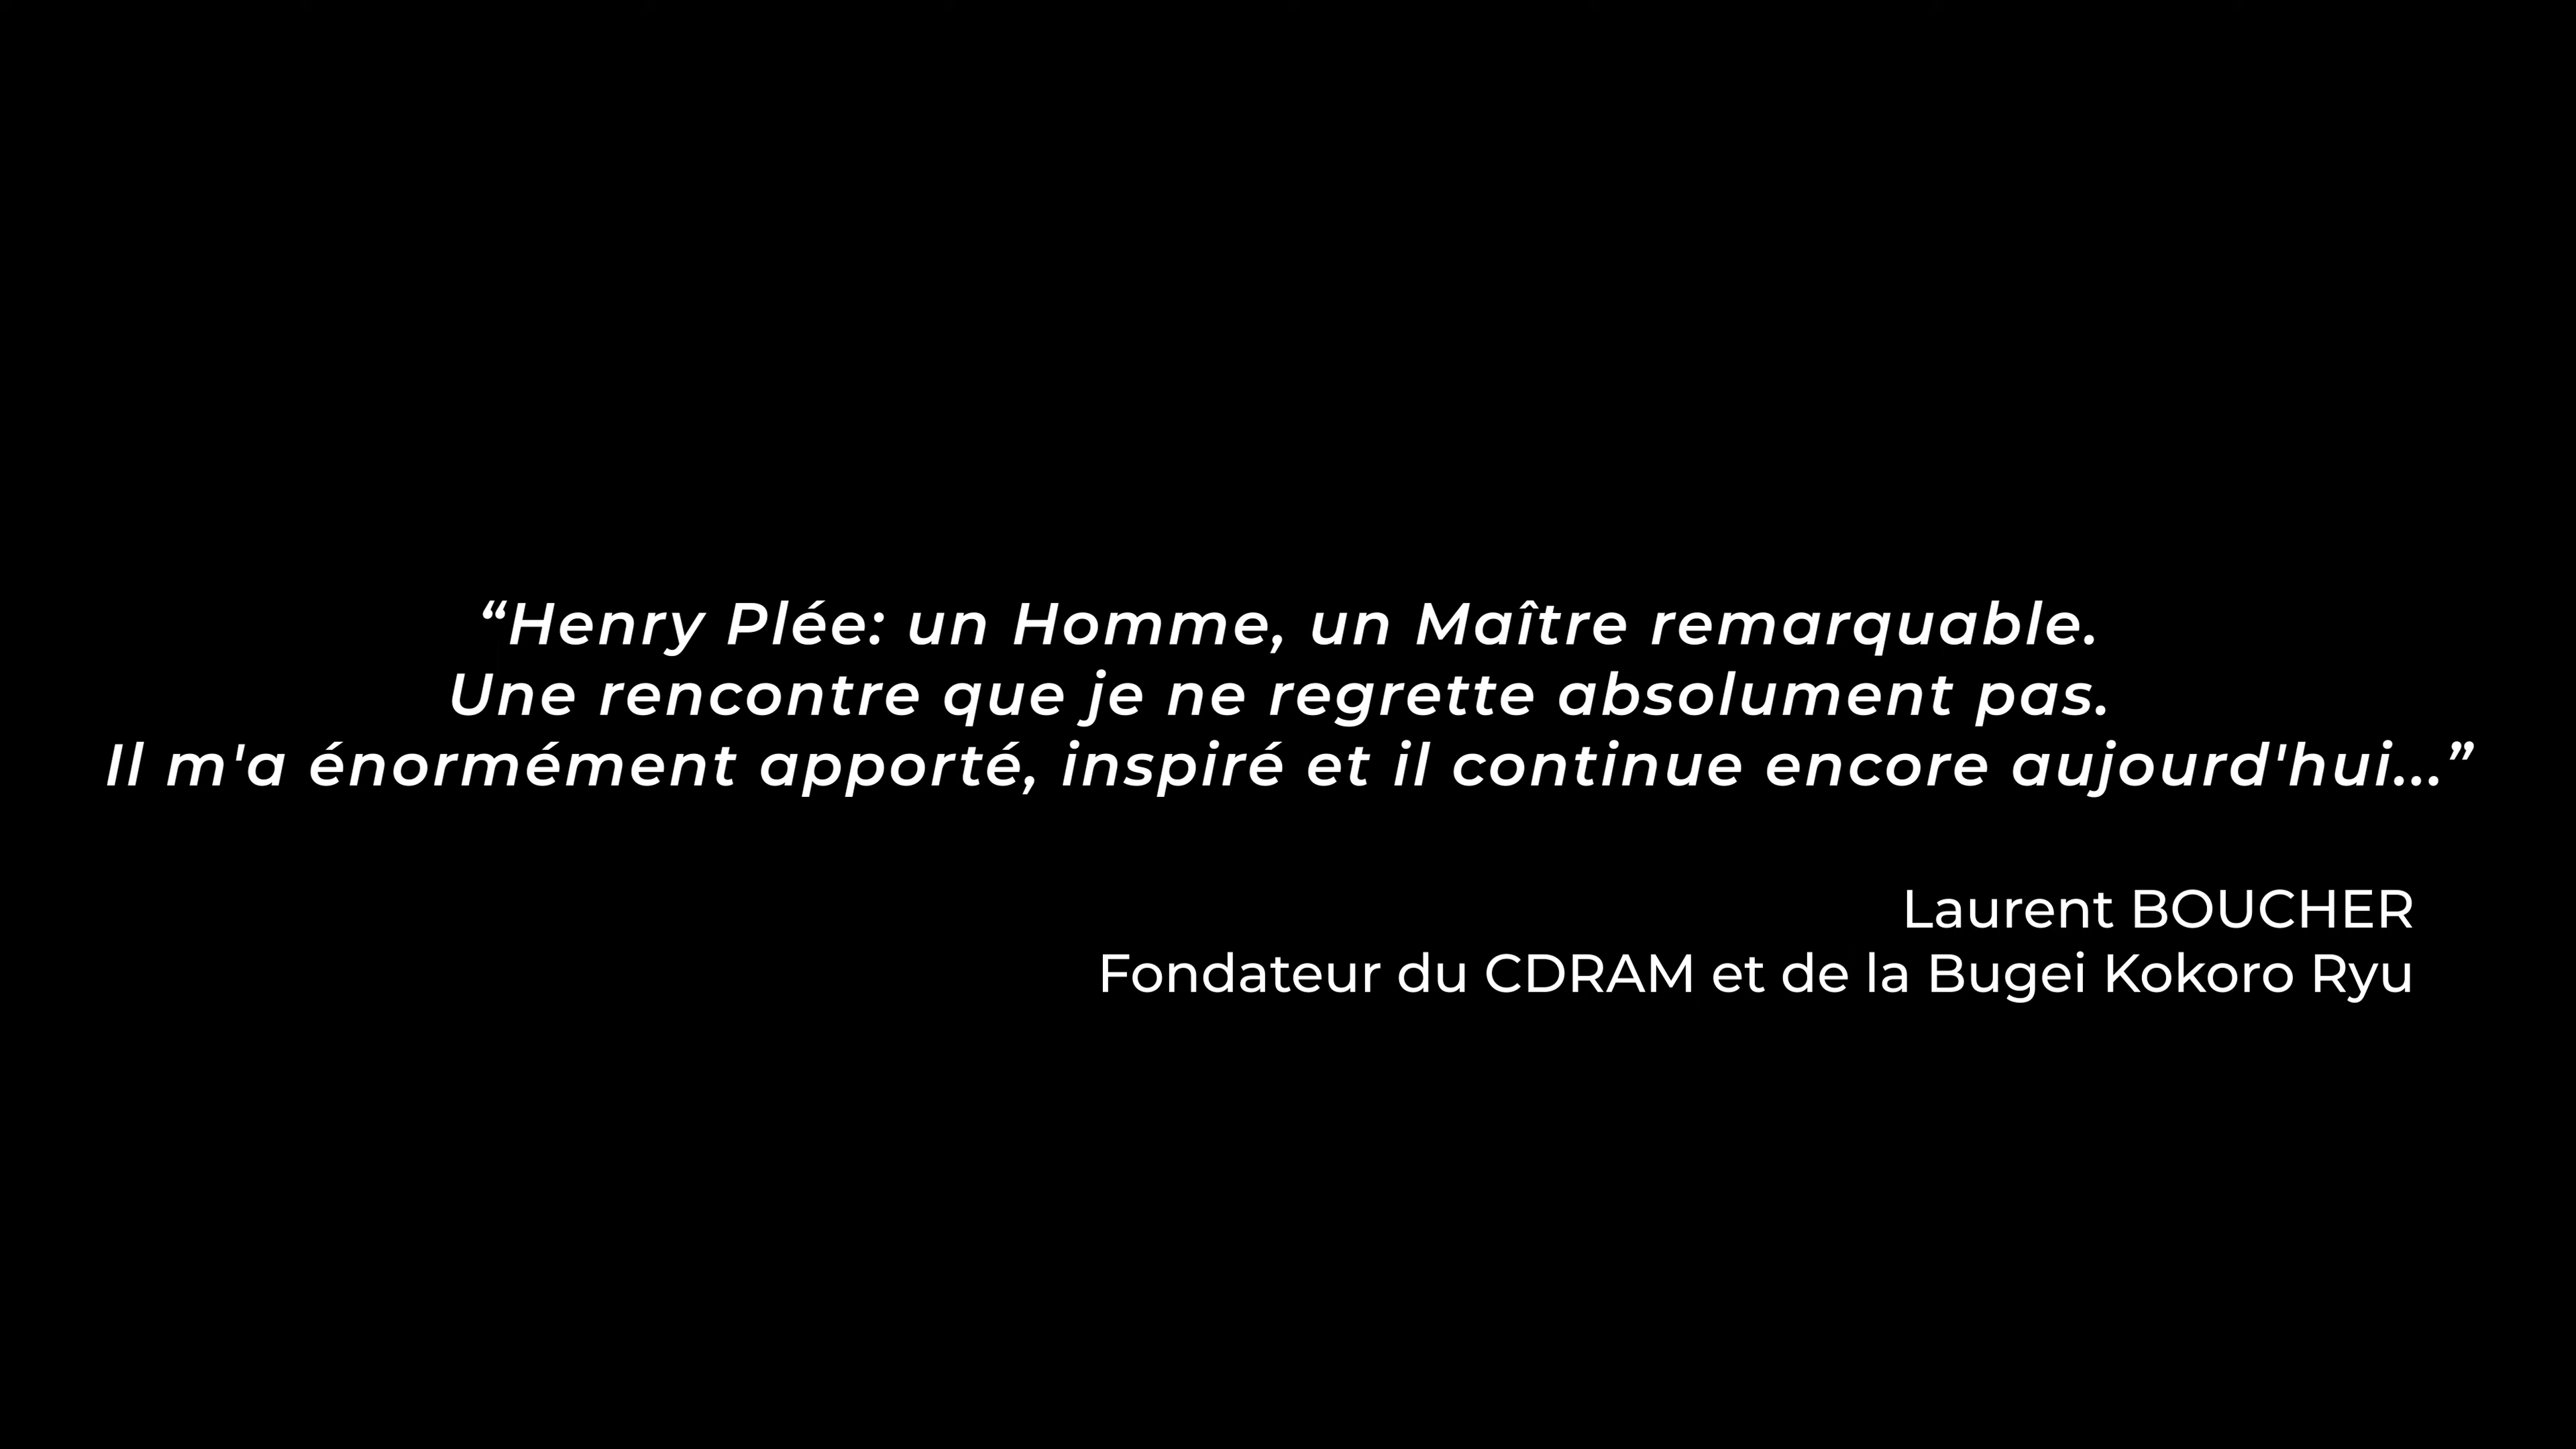 “Henry Plée: un Homme, un Maître remarquable.
Une rencontre que je ne regrette absolument pas.
Il m'a énormément apporté, inspiré et il continue encore aujourd'hui...”
Laurent BOUCHER
Fondateur du CDRAM et de la Bugei Kokoro Ryu